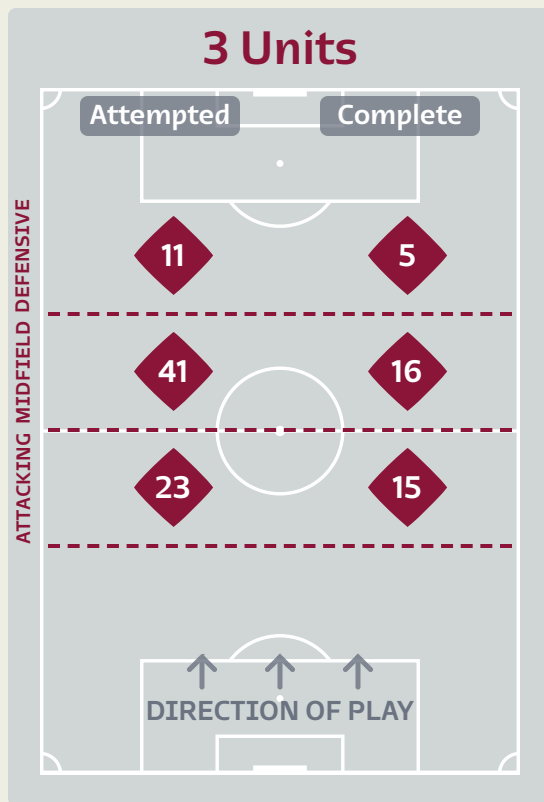 3 Units
Attempted Complete
ATTACKING MIDFIELD DEFENSIVE
11 5
41 16
23 15
DIRECTION OF PLAY